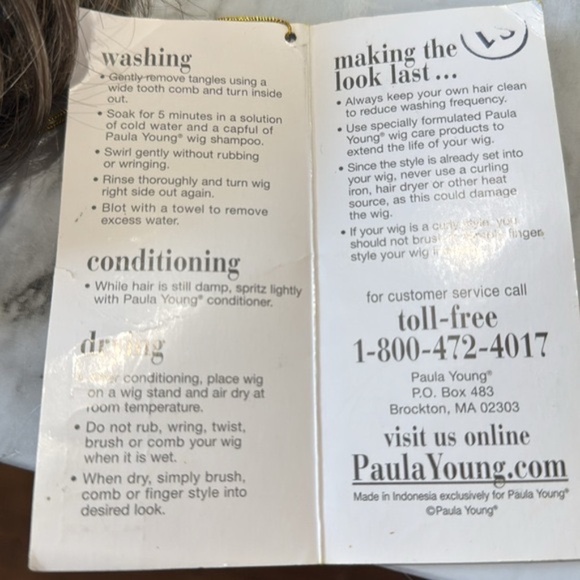 washing
• Gently remove tangles using a
wide tooth comb and turn inside
out.
• Soak for 5 minutes in a solution
of cold water and a capful of
Paula Young® wig shampoo.
• Swirl gently without rubbing
or wringing.
• Rinse thoroughly and turn wig
right side out again.
• Blot with a towel to remove
excess water.
conditioning
• While hair is still damp, spritz lightly
with Paula Young® conditioner.
drying
conditioning, place wig
on a wig stand and air dry at
room temperature.
• Do not rub, wring, twist,
brush or comb your wig
when it is wet.
• When dry, simply brush,
comb or finger style into
desired look.
making the
look last...
• Always keep your own hair clean
to reduce washing frequency.
• Use specially formulated Paula
Young® wig care products to
extend the life of your wig.
• Since the style is already set into
your wig, never use a curling
iron, hair dryer or other heat
source, as this could damage
the wig.
• If your wig is a curly style, you
should not brush finger
style your wig
for customer service call
toll-free
1-800-472-4017
Paula Young®
P.O. Box 483
Brockton, MA 02303
visit us online
PaulaYoung.com
Made in Indonesia exclusively for Paula Young®
©Paula Young®